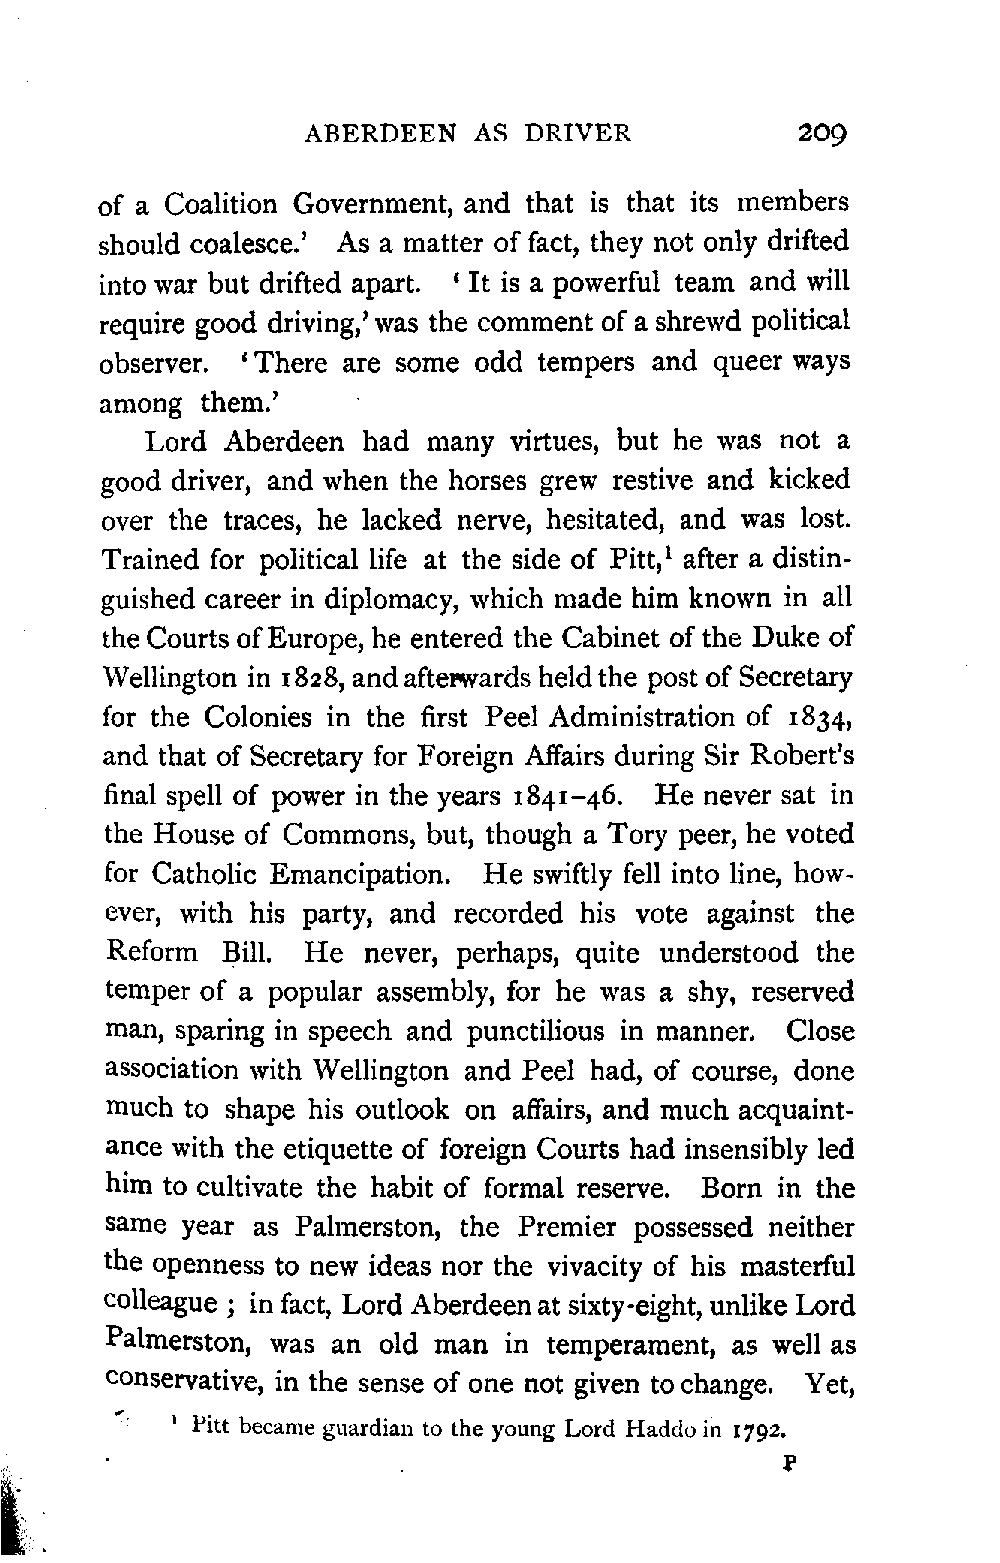 ABERDEEN AS DRIVER 209
of a Coalition Government, and that is that its members
should coalesce.’ As a matter of fact, they not only drifted
into war but drifted apart. ‘ It is a powerful team and will
require good driving,’ was the comment of a shrewd political
observer. ‘There are some odd tempers and queer ways
among them.’
Lord Aberdeen had many virtues, but he was not a
good driver, and when the horses grew restive and kicked
over the traces, he lacked nerve, hesitated, and was lost.
Trained for political life at the side of Pitt,¹ after a distin-
guished career in diplomacy, which made him known in all
the Courts of Europe, he entered the Cabinet of the Duke of
Wellington in 1828, and afterwards held the post of Secretary
for the Colonies in the first Peel Administration of 1834,
and that of Secretary for Foreign Affairs during Sir Robert’s
final spell of power in the years 1841–46. He never sat in
the House of Commons, but, though a Tory peer, he voted
for Catholic Emancipation. He swiftly fell into line, how-
ever, with his party, and recorded his vote against the
Reform Bill. He never, perhaps, quite understood the
temper of a popular assembly, for he was a shy, reserved
man, sparing in speech and punctilious in manner. Close
association with Wellington and Peel had, of course, done
much to shape his outlook on affairs, and much acquaint-
ance with the etiquette of foreign Courts had insensibly led
him to cultivate the habit of formal reserve. Born in the
same year as Palmerston, the Premier possessed neither
the openness to new ideas nor the vivacity of his masterful
colleague ; in fact, Lord Aberdeen at sixty-eight, unlike Lord
Palmerston, was an old man in temperament, as well as
conservative, in the sense of one not given to change. Yet,
¹ Pitt became guardian to the young Lord Haddo in 1792.
P